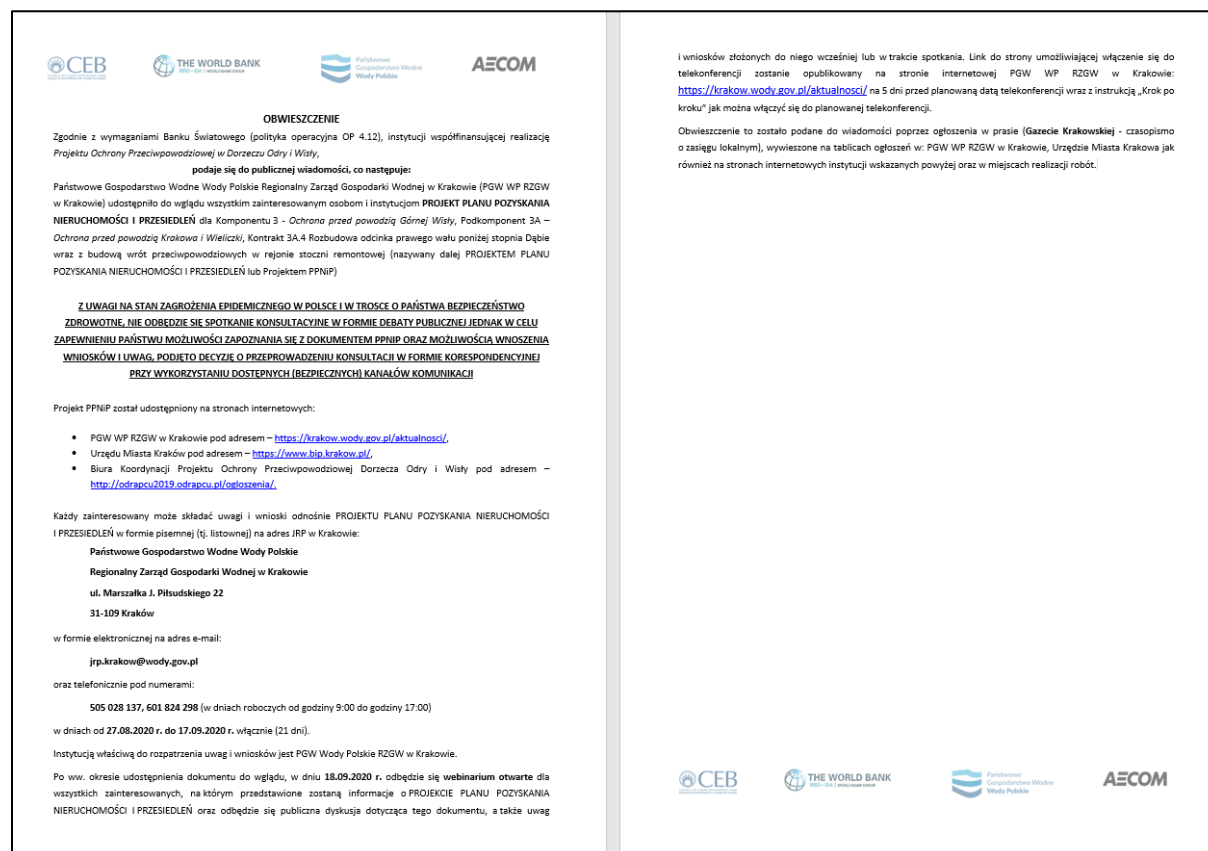 CEB
THE WORLD BANK
IBRD • IDA | WORLD BANK GROUP
Państwowe
Gospodarstwo Wodne
Wody Polskie
AECOM
OBWIESZCZENIE
Zgodnie z wymaganiami Banku Światowego (polityka operacyjna OP 4.12), instytucji współfinansującej realizację
Projektu Ochrony Przeciwpowodziowej w Dorzeczu Odry i Wisły,
podaje się do publicznej wiadomości, co następuje:
Państwowe Gospodarstwo Wodne Wody Polskie Regionalny Zarząd Gospodarki Wodnej w Krakowie (PGW WP RZGW
w Krakowie) udostępniło do wglądu wszystkim zainteresowanym osobom i instytucjom PROJEKT PLANU POZYSKANIA
NIERUCHOMOŚCI I PRZESIEDLEŃ dla Komponentu 3 - Ochrona przed powodzią Górnej Wisły, Podkomponent 3A –
Ochrona przed powodzią Krakowa i Wieliczki, Kontrakt 3A.4 Rozbudowa odcinka prawego wału poniżej stopnia Dąbie
wraz z budową wrót przeciwpowodziowych w rejonie stoczni remontowej (nazywany dalej PROJEKTEM PLANU
POZYSKANIA NIERUCHOMOŚCI I PRZESIEDLEŃ lub Projektem PPNiP)
Z UWAGI NA STAN ZAGROŻENIA EPIDEMICZNEGO W POLSCE I W TROSCE O PAŃSTWA BEZPIECZEŃSTWO
ZDROWOTNE, NIE ODBĘDZIE SIĘ SPOTKANIE KONSULTACYJNE W FORMIE DEBATY PUBLICZNEJ JEDNAK W CELU
ZAPEWNIENIU PAŃSTWU MOŻLIWOŚCI ZAPOZNANIA SIĘ Z DOKUMENTEM PPNIP ORAZ MOŻLIWOŚCIĄ WNOSZENIA
WNIOSKÓW I UWAG, PODJĘTO DECYZJĘ O PRZEPROWADZENIU KONSULTACJI W FORMIE KORESPONDENCYJNEJ
PRZY WYKORZYSTANIU DOSTĘPNYCH (BEZPIECZNYCH) KANAŁÓW KOMUNIKACJI
Projekt PPNiP został udostępniony na stronach internetowych:
• PGW WP RZGW w Krakowie pod adresem – https://krakow.wody.gov.pl/aktualnosci/,
• Urzędu Miasta Kraków pod adresem – https://www.bip.krakow.pl/,
• Biura Koordynacji Projektu Ochrony Przeciwpowodziowej Dorzecza Odry i Wisły pod adresem –
http://odrapcu2019.odrapcu.pl/ogloszenia/.
Każdy zainteresowany może składać uwagi i wnioski odnośnie PROJEKTU PLANU POZYSKANIA NIERUCHOMOŚCI
I PRZESIEDLEŃ w formie pisemnej (tj. listownej) na adres JRP w Krakowie:
Państwowe Gospodarstwo Wodne Wody Polskie
Regionalny Zarząd Gospodarki Wodnej w Krakowie
ul. Marszałka J. Piłsudskiego 22
31-109 Kraków
w formie elektronicznej na adres e-mail:
jrp.krakow@wody.gov.pl
oraz telefonicznie pod numerami:
505 028 137, 601 824 298 (w dniach roboczych od godziny 9:00 do godziny 17:00)
w dniach od 27.08.2020 r. do 17.09.2020 r. włącznie (21 dni).
Instytucją właściwą do rozpatrzenia uwag i wniosków jest PGW Wody Polskie RZGW w Krakowie.
Po ww. okresie udostępnienia dokumentu do wglądu, w dniu 18.09.2020 r. odbędzie się webinarium otwarte dla
wszystkich zainteresowanych, na którym przedstawione zostaną informacje o PROJEKCIE PLANU POZYSKANIA
NIERUCHOMOŚCI I PRZESIEDLEŃ oraz odbędzie się publiczna dyskusja dotycząca tego dokumentu, a także uwag
i wniosków złożonych do niego wcześniej lub w trakcie spotkania. Link do strony umożliwiającej włączenie się do
telekonferencji zostanie opublikowany na stronie internetowej PGW WP RZGW w Krakowie:
https://krakow.wody.gov.pl/aktualnosci/ na 5 dni przed planowaną datą telekonferencji wraz z instrukcją „Krok po
kroku” jak można włączyć się do planowanej telekonferencji.
Obwieszczenie to zostało podane do wiadomości poprzez ogłoszenia w prasie (Gazecie Krakowskiej - czasopismo
o zasięgu lokalnym), wywieszone na tablicach ogłoszeń w: PGW WP RZGW w Krakowie, Urzędzie Miasta Krakowa jak
również na stronach internetowych instytucji wskazanych powyżej oraz w miejscach realizacji robót.
CEB
THE WORLD BANK
IBRD • IDA | WORLD BANK GROUP
Państwowe
Gospodarstwo Wodne
Wody Polskie
AECOM